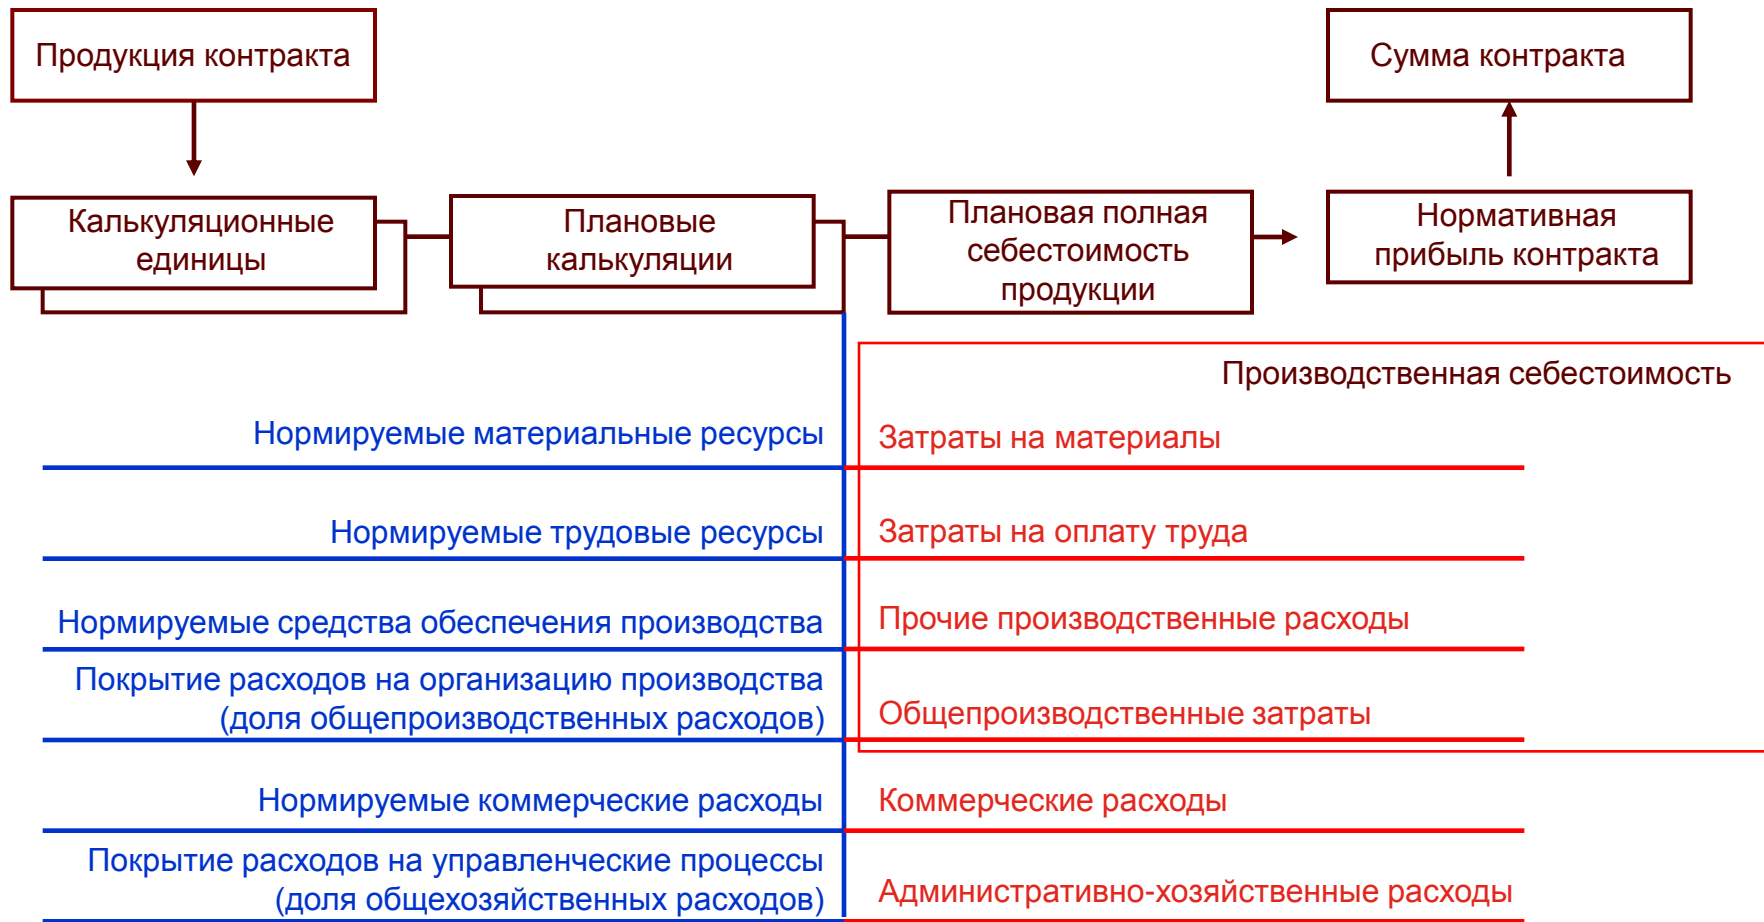 Продукция контракта
Сумма контракта
Калькуляционные
единицы
Плановые
калькуляции
Плановая полная
себестоимость
продукции
Нормативная
прибыль контракта
Производственная себестоимость
Нормируемые материальные ресурсы
Затраты на материалы
Нормируемые трудовые ресурсы
Затраты на оплату труда
Нормируемые средства обеспечения производства
Прочие производственные расходы
Покрытие расходов на организацию производства
(доля общепроизводственных расходов)
Общепроизводственные затраты
Нормируемые коммерческие расходы
Коммерческие расходы
Покрытие расходов на управленческие процессы
(доля общехозяйственных расходов)
Административно-хозяйственные расходы